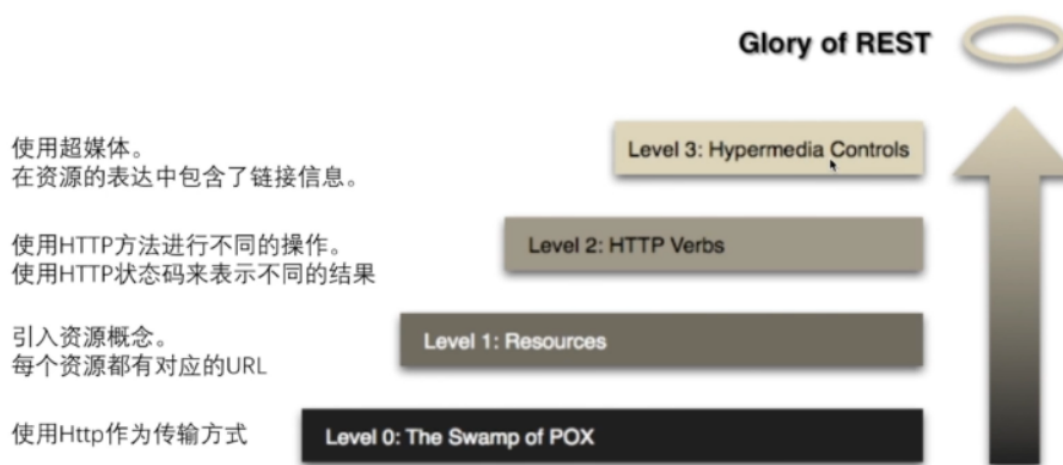 Glory of REST
使用超媒体。
在资源的表达中包含了链接信息。
Level 3: Hypermedia Controls
使用HTTP方法进行不同的操作。
使用HTTP状态码来表示不同的结果
Level 2: HTTP Verbs
引入资源概念。
每个资源都有对应的URL
Level 1: Resources
使用Http作为传输方式
Level 0: The Swamp of POX